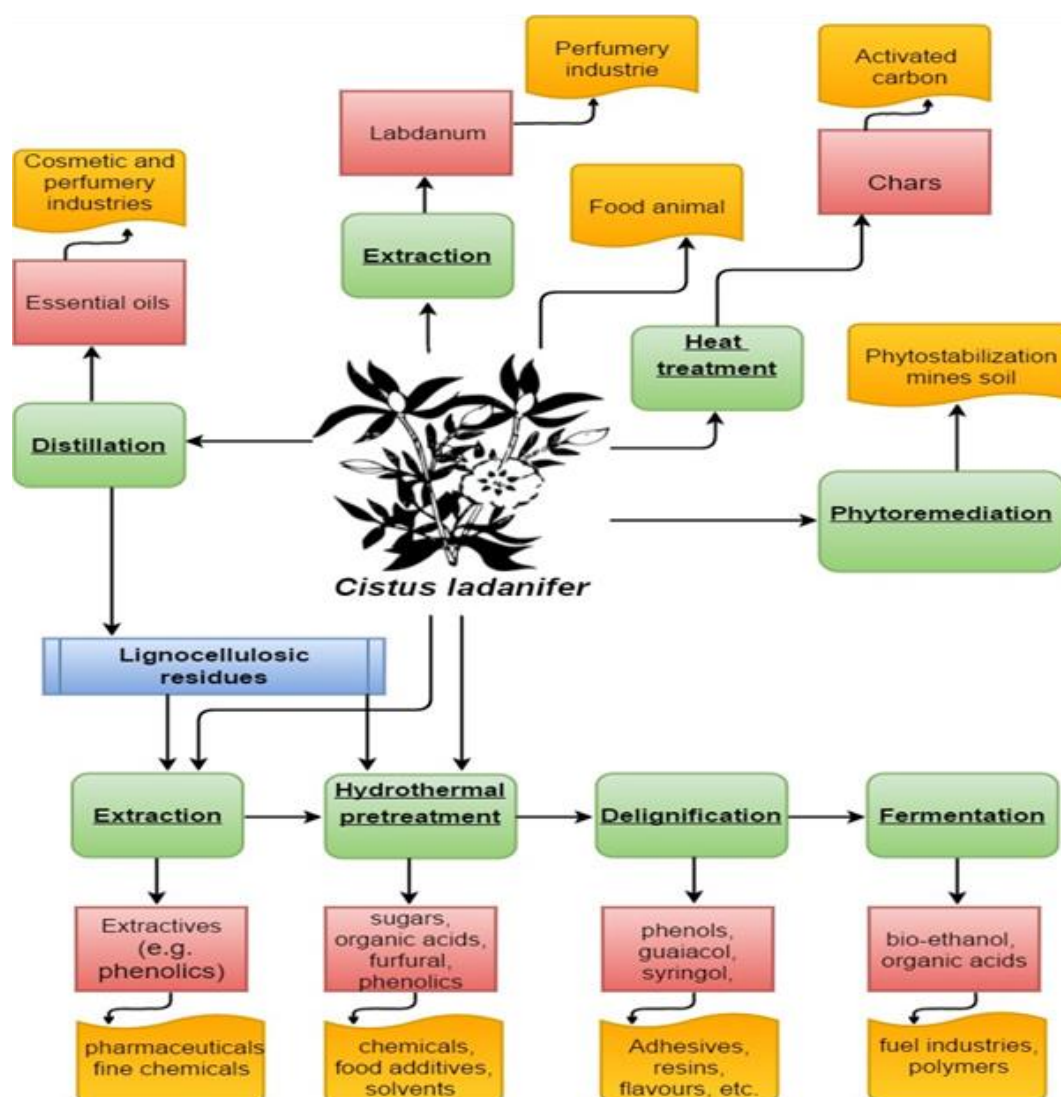 Perfumery
industrie
Activated
carbon
Labdanum
Chars
Cosmetic and
perfumery
industries
Food animal
Extraction
Essential oils
Heat
treatment
Phytostabilization
mines soil
Distillation
Phytoremediation
Cistus ladanifer
Lignocellulosic
residues
Extraction
Hydrothermal
pretreatment
Delignification
Fermentation
Extractives
(e.g.
phenolics)
sugars,
organic acids,
furfural,
phenolics
phenols,
guaiacol,
syringol,
bio-ethanol,
organic acids
pharmaceuticals
fine chemicals
chemicals,
food additives,
solvents
Adhesives,
resins,
flavours, etc.
fuel industries,
polymers